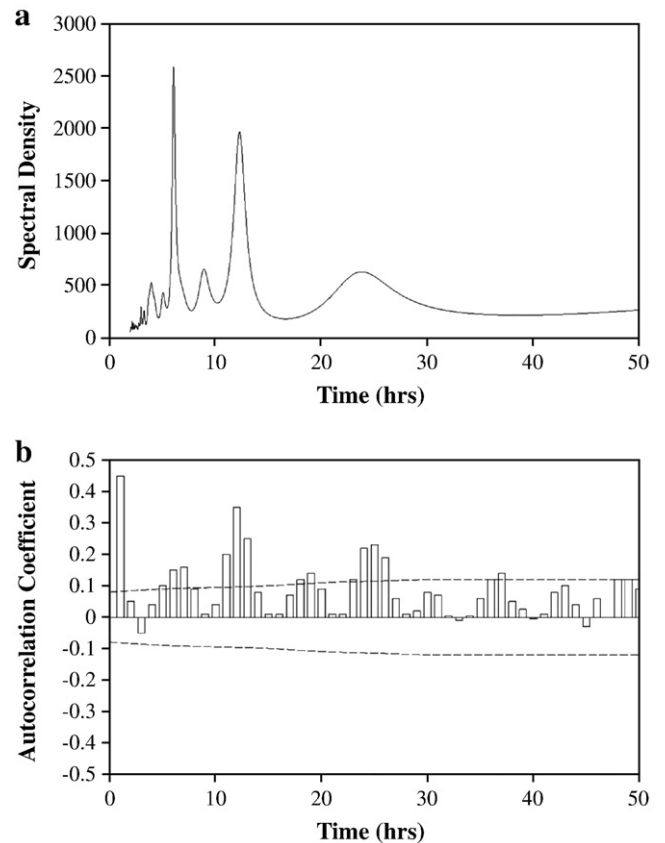 a
3000
2500
2000
1500
1000
500
0
Spectral Density
0 10 20 30 40 50
Time (hrs)
b
0.5
0.4
0.3
0.2
0.1
0
-0.1
-0.2
-0.3
-0.4
-0.5
Autocorrelation Coefficient
0 10 20 30 40 50
Time (hrs)